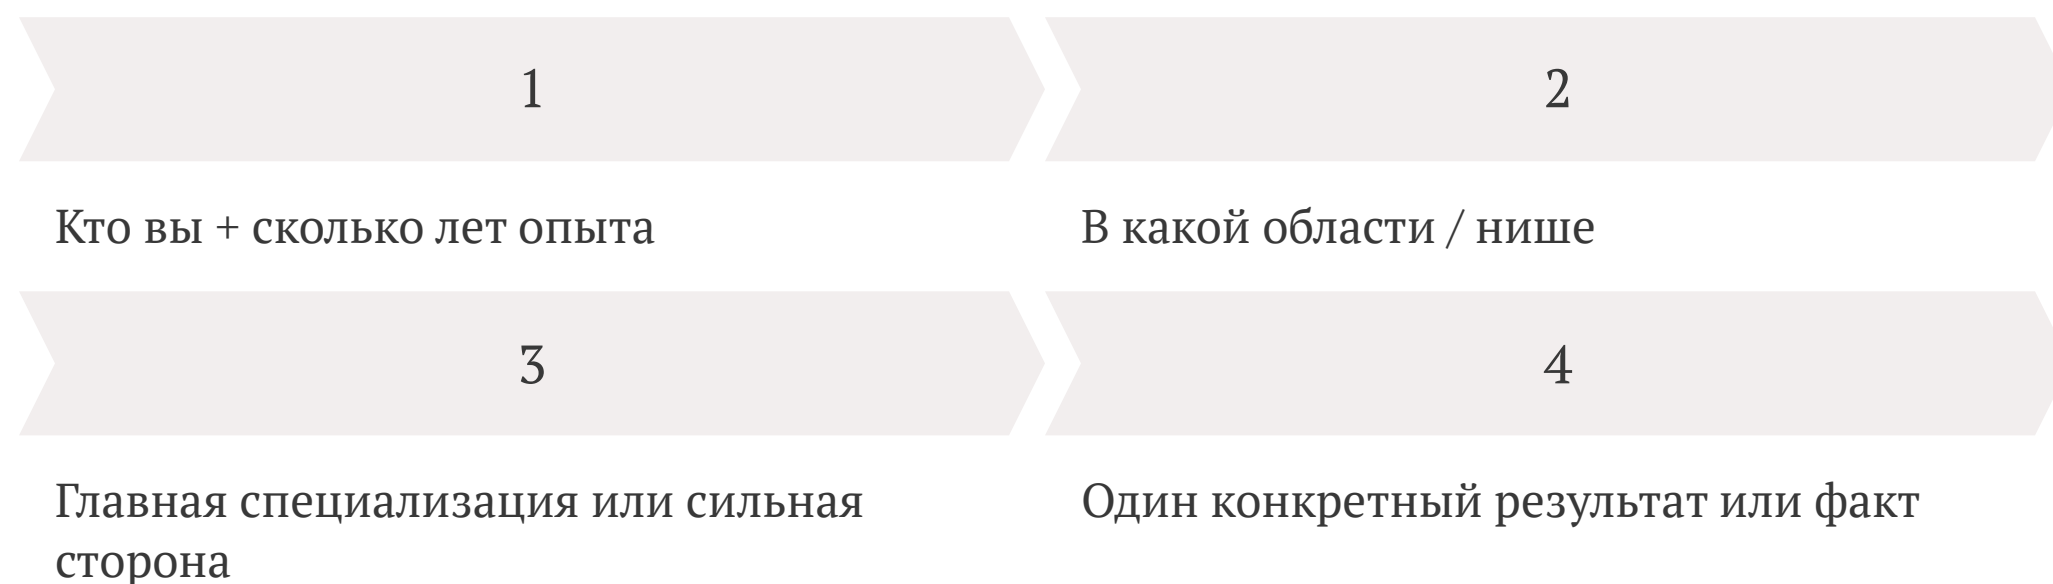 1
2
Кто вы + сколько лет опыта
В какой области / нише
3
4
Главная специализация или сильная
сторона
Один конкретный результат или факт